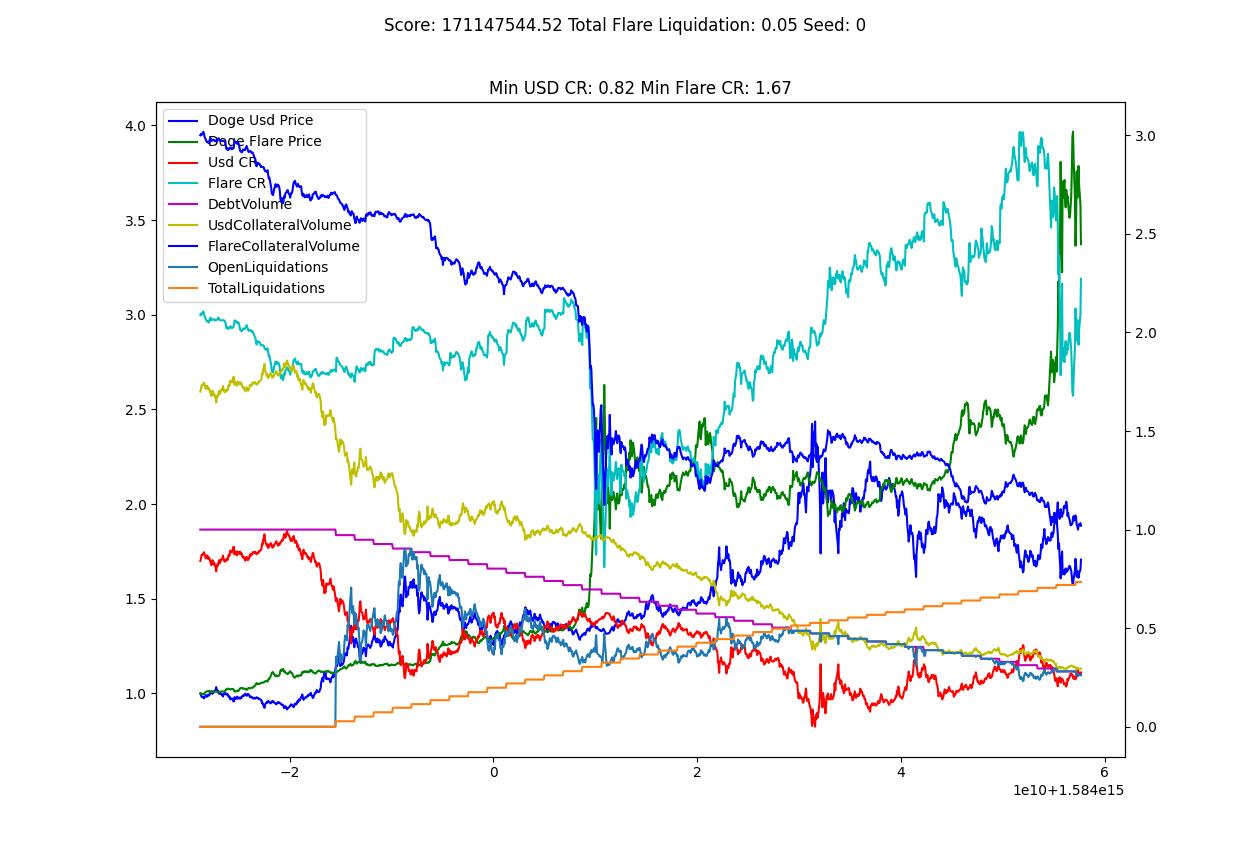 Score: 171147544.52 Total Flare Liquidation: 0.05 Seed: 0
Min USD CR: 0.82 Min Flare CR: 1.67
Doge Usd Price
Doge Flare Price
Usd CR
Flare CR
DebtVolume
UsdCollateralVolume
FlareCollateralVolume
OpenLiquidations
TotalLiquidations
4.0
3.5
3.0
2.5
2.0
1.5
1.0
3.0
2.5
2.0
1.5
1.0
0.5
0.0
−2
0
2
4
6
1e10+1.584e15